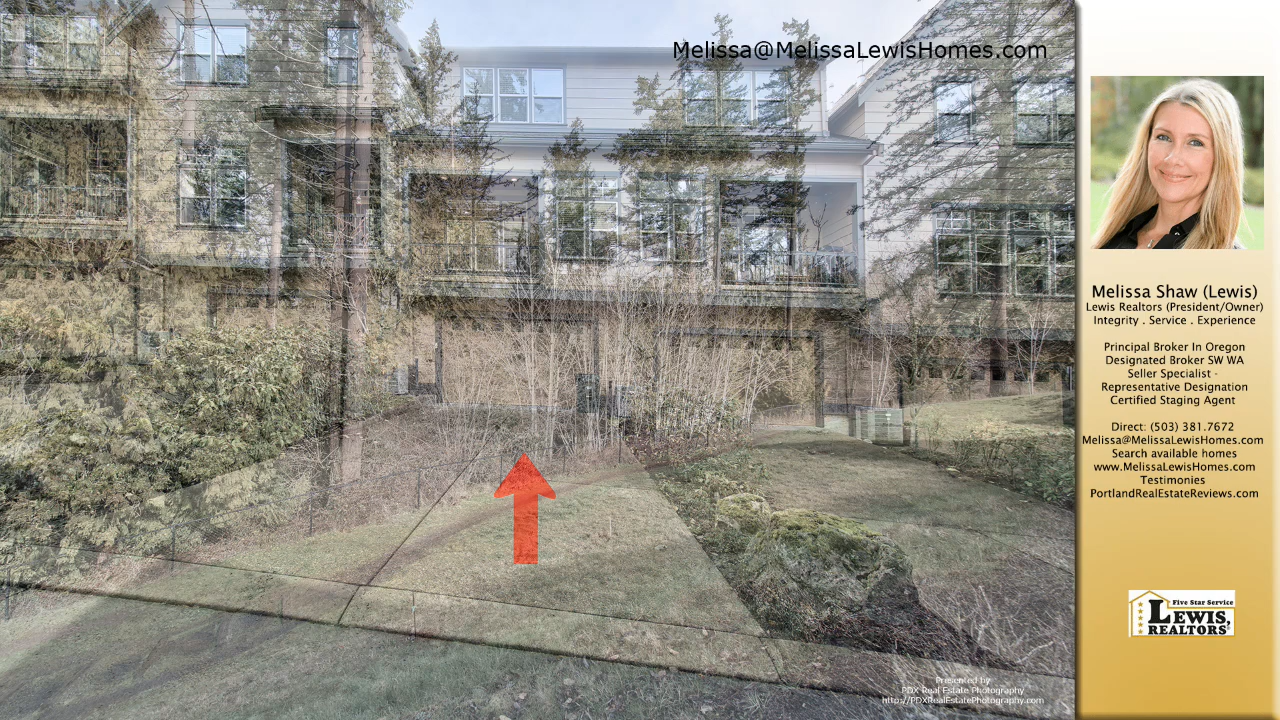 Melissa@MelissaLewisHomes.com
Melissa Shaw (Lewis)
Lewis Realtors (President/Owner)
Integrity . Service . Experience
Principal Broker In Oregon
Designated Broker SW WA
Seller Specialist -
Representative Designation
Certified Staging Agent
Direct: (503) 381.7672
Melissa@MelissaLewisHomes.com
Search available homes
www.MelissaLewisHomes.com
Testimonies
PortlandRealEstateReviews.com
Five Star Service
LEWIS,
REALTORS
Presented by
PDX Real Estate Photography
http://PDXRealEstatePhotography.com